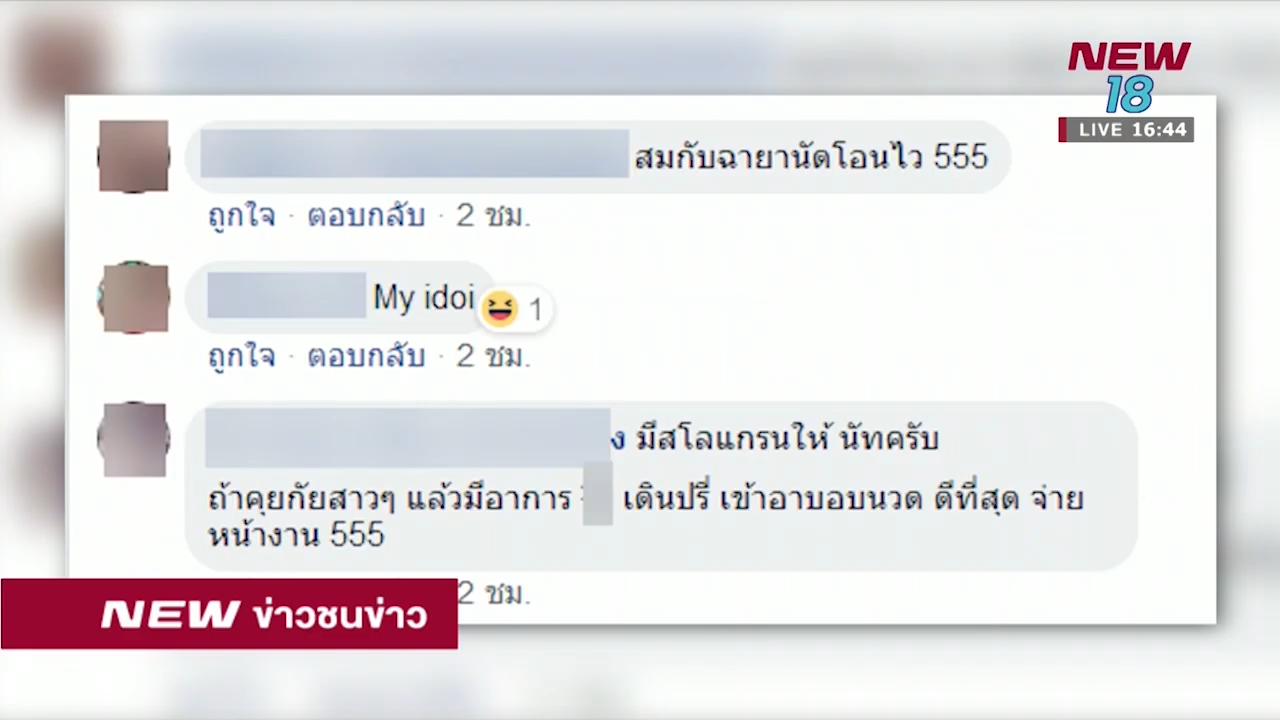 NEW
18
LIVE 16:44
สมกับฉายานัดโอนไว 555
ถูกใจ · ตอบกลับ · 2 ชม.
My idoi 1
ถูกใจ · ตอบกลับ · 2 ชม.
ง มีสโลแกรนให้ นัทครับ
ถ้าคุยกัยสาวๆ แล้วมีอาการ เดินปรี่ เข้าอาบอบนวด ดีที่สุด จ่าย
หน้างาน 555
2 ชม.
NEW ข่าวชนข่าว